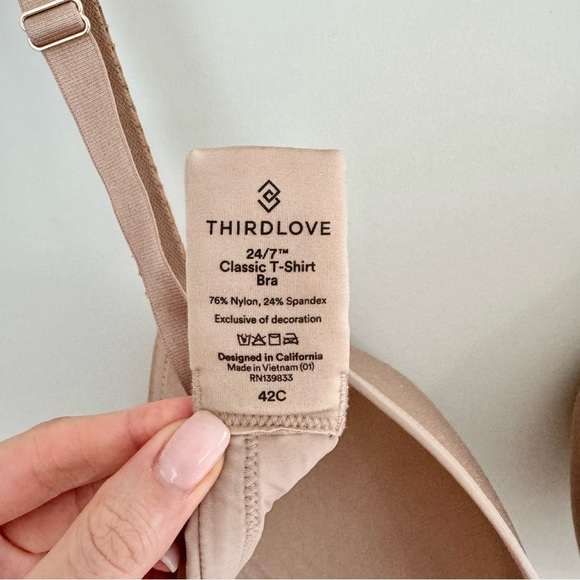 THIRDLOVE
24/7™
Classic T-Shirt
Bra
76% Nylon, 24% Spandex
Exclusive of decoration
Designed in California
Made in Vietnam (01)
RN139833
42C